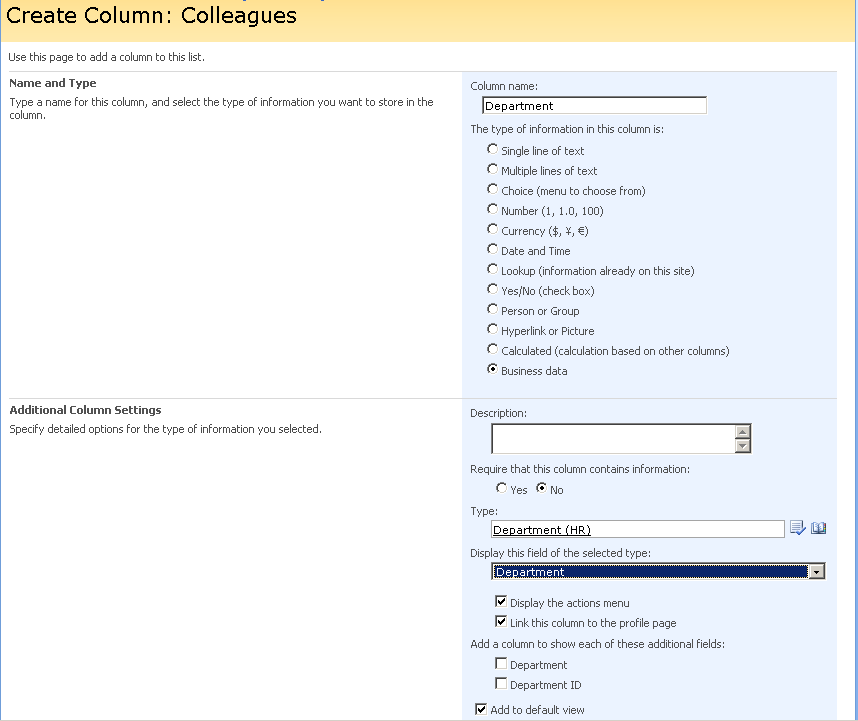 Create Column: Colleagues
Use this page to add a column to this list.
Name and Type
Type a name for this column, and select the type of information you want to store in the
column.
Column name:
Department
The type of information in this column is:
Single line of text
Multiple lines of text
Choice (menu to choose from)
Number (1, 1.0, 100)
Currency ($, ¥, €)
Date and Time
Lookup (information already on this site)
Yes/No (check box)
Person or Group
Hyperlink or Picture
Calculated (calculation based on other columns)
Business data
Additional Column Settings
Specify detailed options for the type of information you selected.
Description:
Require that this column contains information:
Yes No
Type:
Department (HR)
Display this field of the selected type:
Department
Display the actions menu
Link this column to the profile page
Add a column to show each of these additional fields:
Department
Department ID
Add to default view